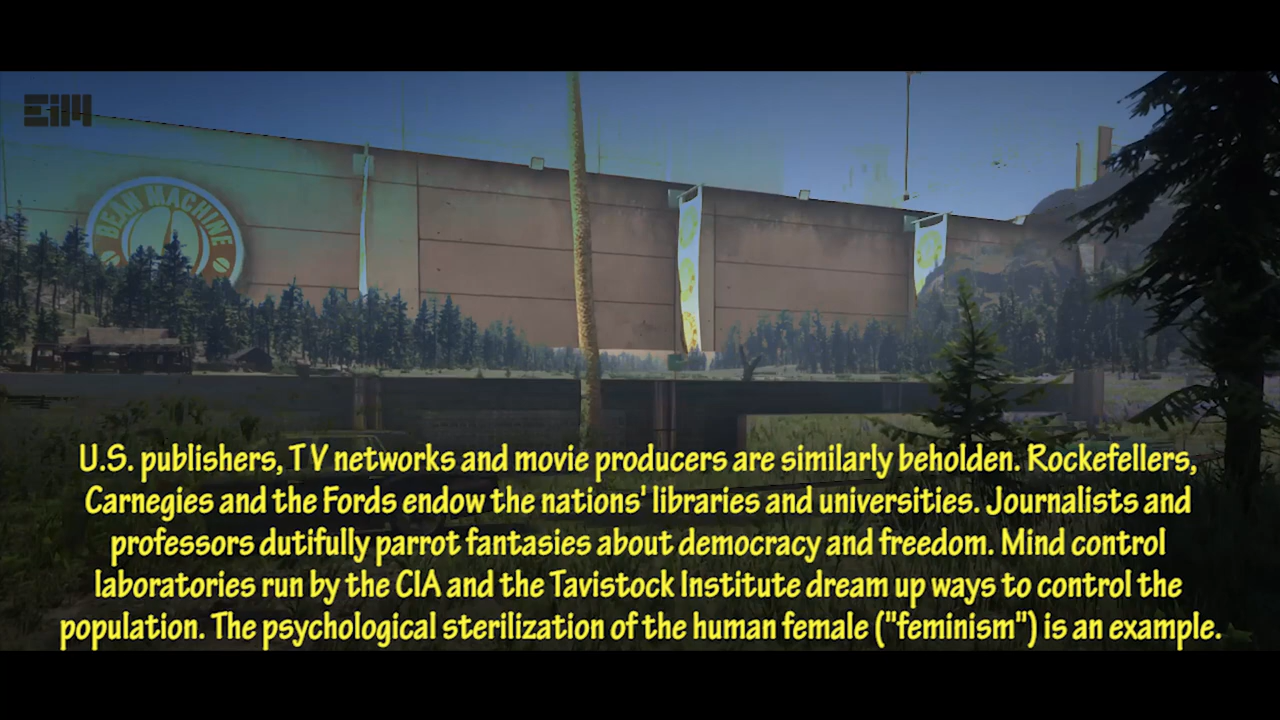 Eil4
BEAN MACHINE
U.S. publishers, TV networks and movie producers are similarly beholden. Rockefellers,
Carnegies and the Fords endow the nations' libraries and universities. Journalists and
professors dutifully parrot fantasies about democracy and freedom. Mind control
laboratories run by the CIA and the Tavistock Institute dream up ways to control the
population. The psychological sterilization of the human female ("feminism") is an example.